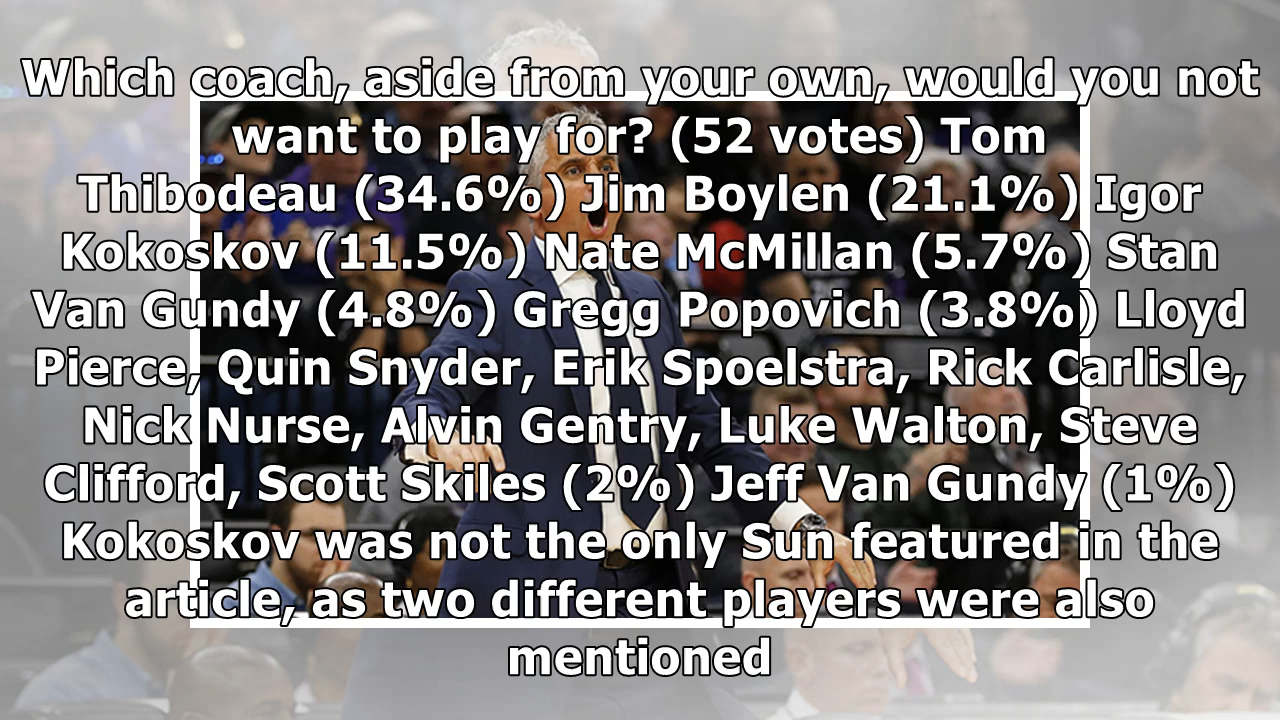 Which coach, aside from your own, would you not
want to play for? (52 votes) Tom
Thibodeau (34.6%) Jim Boylen (21.1%) Igor
Kokoskov (11.5%) Nate McMillan (5.7%) Stan
Van Gundy (4.8%) Gregg Popovich (3.8%) Lloyd
Pierce, Quin Snyder, Erik Spoelstra, Rick Carlisle,
Nick Nurse, Alvin Gentry, Luke Walton, Steve
Clifford, Scott Skiles (2%) Jeff Van Gundy (1%)
Kokoskov was not the only Sun featured in the
article, as two different players were also
mentioned